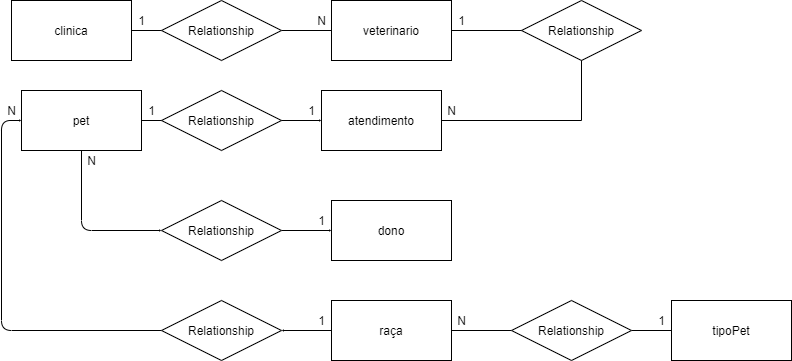 clinica
1
Relationship
N
veterinario
1
Relationship
N
pet
1
Relationship
1
atendimento
N
N
Relationship
1
dono
Relationship
1
raça
N
Relationship
1
tipoPet